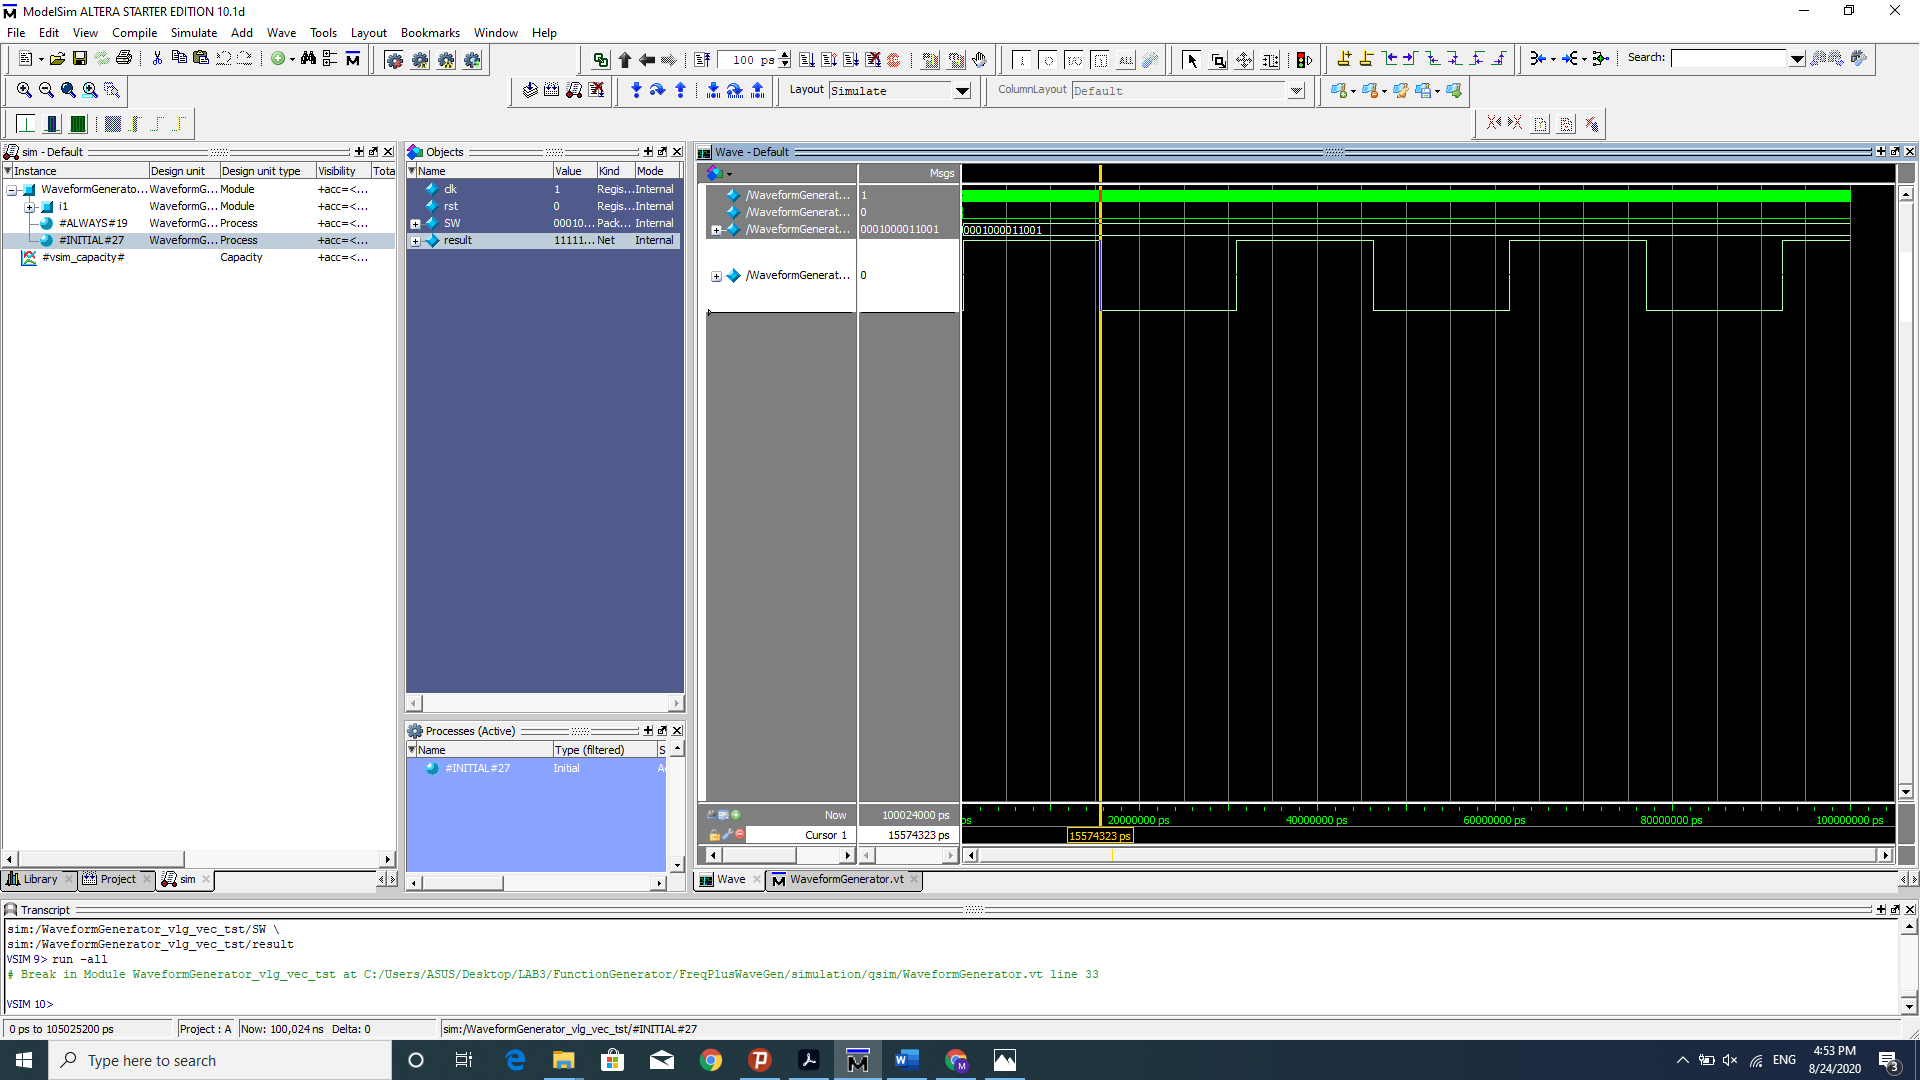 ModelSim ALTERA STARTER EDITION 10.1d
File Edit View Compile Simulate Add Wave Tools Layout Bookmarks Window Help
100 ps
ALL
Search:
Layout Simulate
ColumnLayout Default
sim - Default
Instance Design unit Design unit type Visibility Tota
WaveformGenerato... WaveformG... Module +acc=<...
i1 WaveformG... Module +acc=<...
#ALWAYS#19 WaveformG... Process +acc=<...
#INITIAL#27 WaveformG... Process +acc=<...
#vsim_capacity# Capacity +acc=<...
Library Project sim
Objects
Name Value Kind Mode
clk 1 Regis... Internal
rst 0 Regis... Internal
SW 00010... Pack... Internal
result 11111... Net Internal
Processes (Active)
Name Type (filtered) S
#INITIAL#27 Initial A
Wave - Default
Msgs
/WaveformGenerat... 1
/WaveformGenerat... 0
/WaveformGenerat... 0001000011001 0001000011001
/WaveformGenerat... 0
Now 100024000 ps ps 20000000 ps 40000000 ps 60000000 ps 80000000 ps 100000000 ps
Cursor 1 15574323 ps 15574323 ps
Wave WaveformGenerator.vt
Transcript
sim:/WaveformGenerator_vlg_vec_tst/SW \
sim:/WaveformGenerator_vlg_vec_tst/result
VSIM 9> run -all
# Break in Module WaveformGenerator_vlg_vec_tst at C:/Users/ASUS/Desktop/LAB3/FunctionGenerator/FreqPlusWaveGen/simulation/qsim/WaveformGenerator.vt line 33
VSIM 10>
0 ps to 105025200 ps Project : A Now: 100,024 ns Delta: 0 sim:/WaveformGenerator_vlg_vec_tst/#INITIAL#27
Type here to search
ENG
4:53 PM
8/24/2020
3